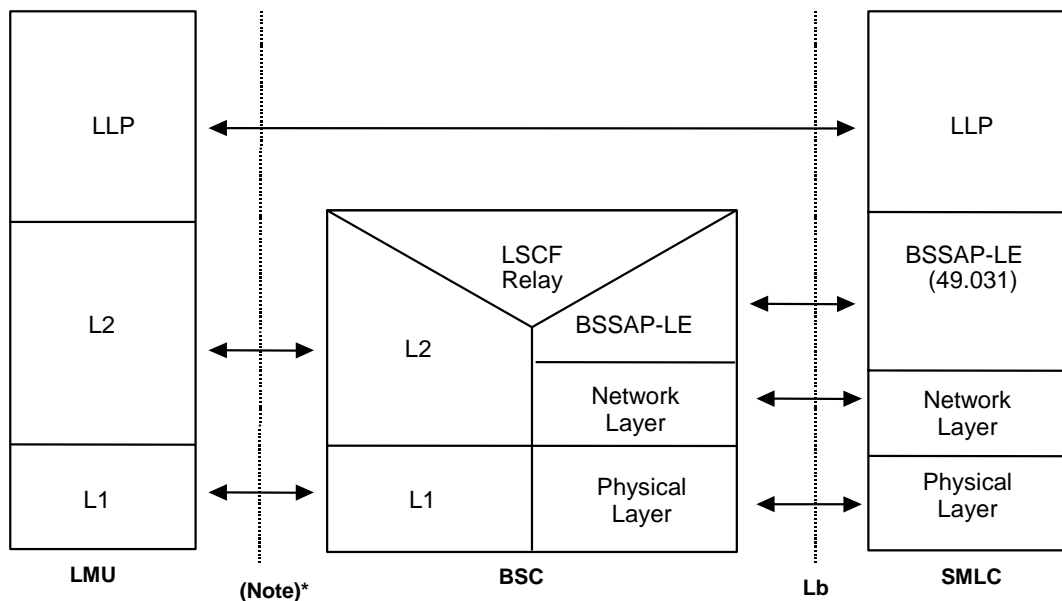 LLP
LLP
LSCF
Relay
BSSAP-LE
(49.031)
L2
L2
BSSAP-LE
Network
Layer
Network
Layer
L1
L1
Physical
Layer
Physical
Layer
LMU
(Note)*
BSC
Lb
SMLC